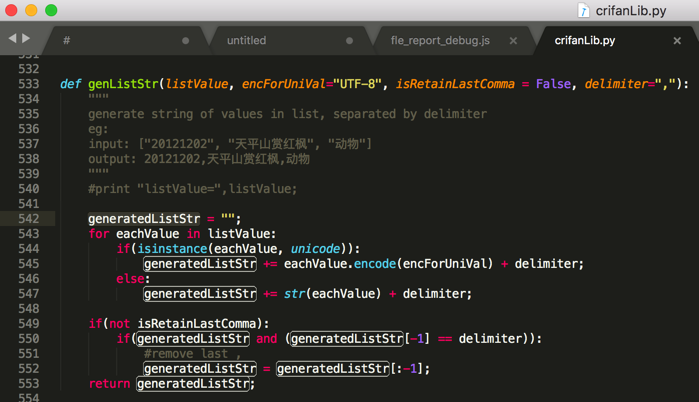 crifanLib.py
#
untitled
fle_report_debug.js
crifanLib.py
531
532
533 def genListStr(listValue, encForUniVal="UTF-8", isRetainLastComma = False, delimiter=","):
534 """
535 generate string of values in list, separated by delimiter
536 eg:
537 input: ["20121202", "天平山赏红枫", "动物"]
538 output: 20121202,天平山赏红枫,动物
539 """
540 #print "listValue=",listValue;
541
542 generatedListStr = "";
543 for eachValue in listValue:
544 if(isinstance(eachValue, unicode)):
545 generatedListStr += eachValue.encode(encForUniVal) + delimiter;
546 else:
547 generatedListStr += str(eachValue) + delimiter;
548
549 if(not isRetainLastComma):
550 if(generatedListStr and (generatedListStr[-1] == delimiter)):
551 #remove last ,
552 generatedListStr = generatedListStr[:-1];
553 return generatedListStr;
554